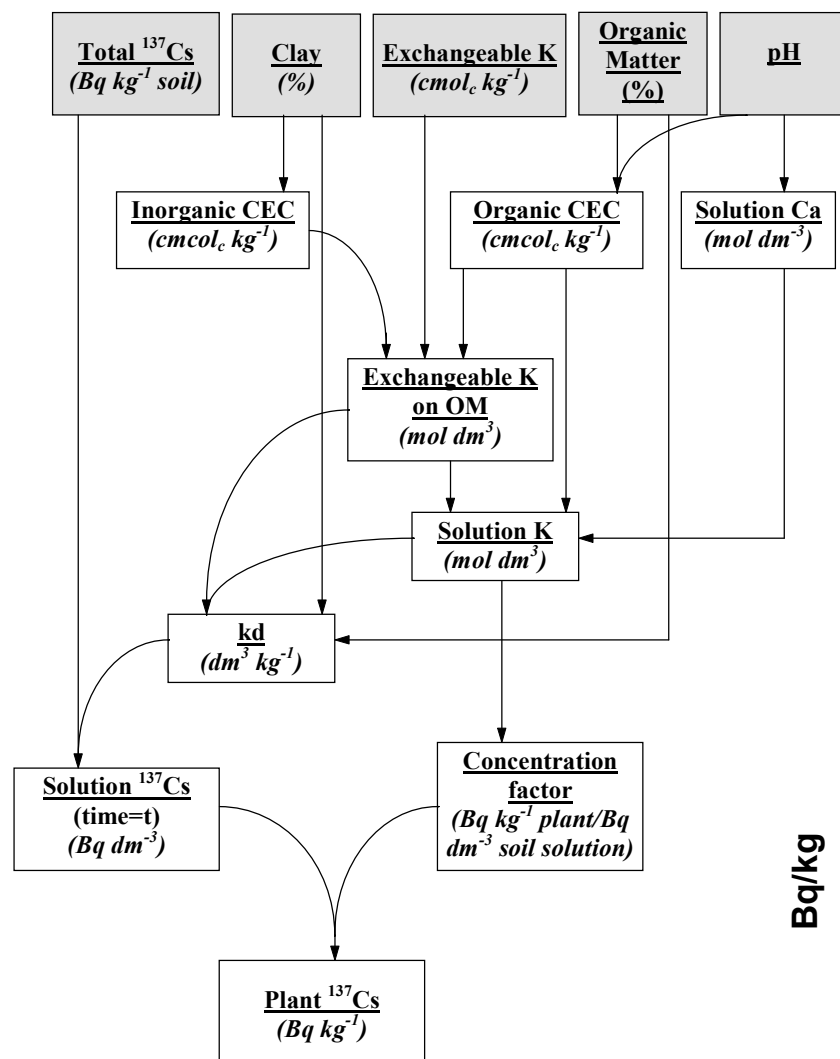 Total ¹³⁷Cs
(Bq kg⁻¹ soil)
Clay
(%)
Exchangeable K
(cmol_c kg⁻¹)
Organic
Matter
(%)
pH
Inorganic CEC
(cmcol_c kg⁻¹)
Organic CEC
(cmcol_c kg⁻¹)
Solution Ca
(mol dm⁻³)
Exchangeable K
on OM
(mol dm³)
Solution K
(mol dm³)
kd
(dm³ kg⁻¹)
Solution ¹³⁷Cs
(time=t)
(Bq dm⁻³)
Concentration
factor
(Bq kg⁻¹ plant/Bq
dm⁻³ soil solution)
Bq/kg
Plant ¹³⁷Cs
(Bq kg⁻¹)